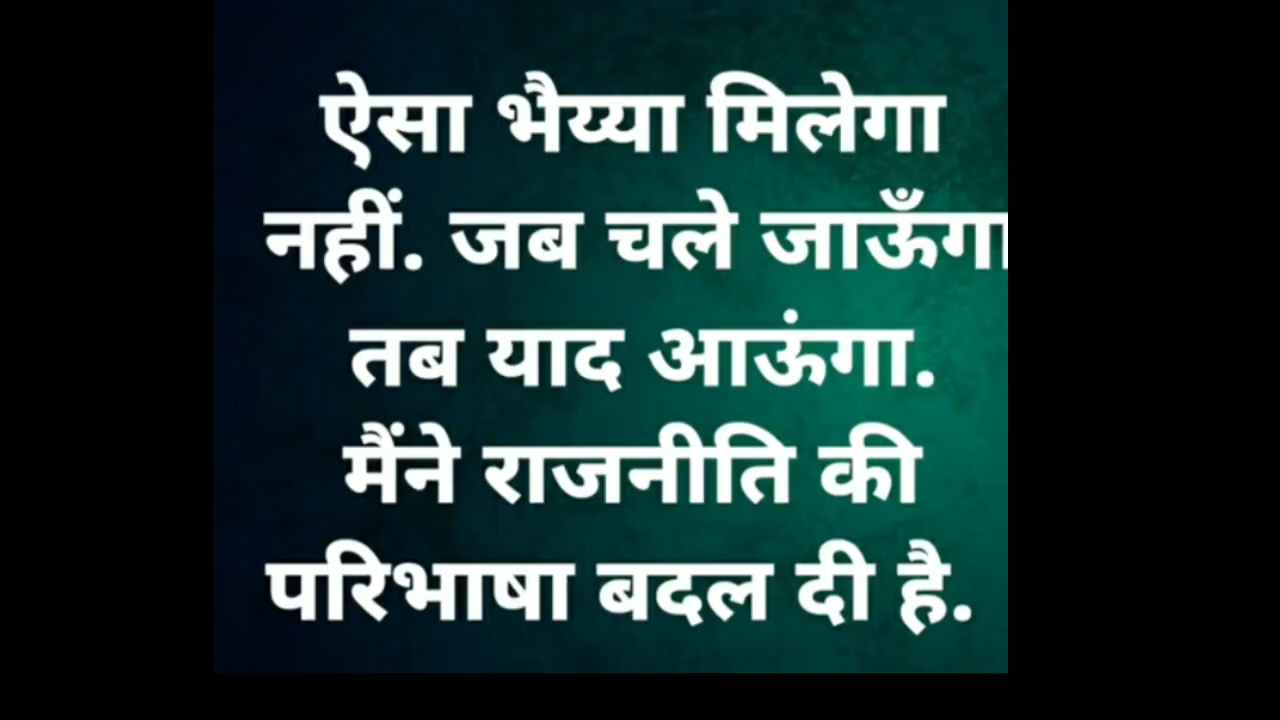 ऐसा भैय्या मिलेगा
नहीं. जब चले जाऊँगा
तब याद आऊंगा.
मैंने राजनीति की
परिभाषा बदल दी है.